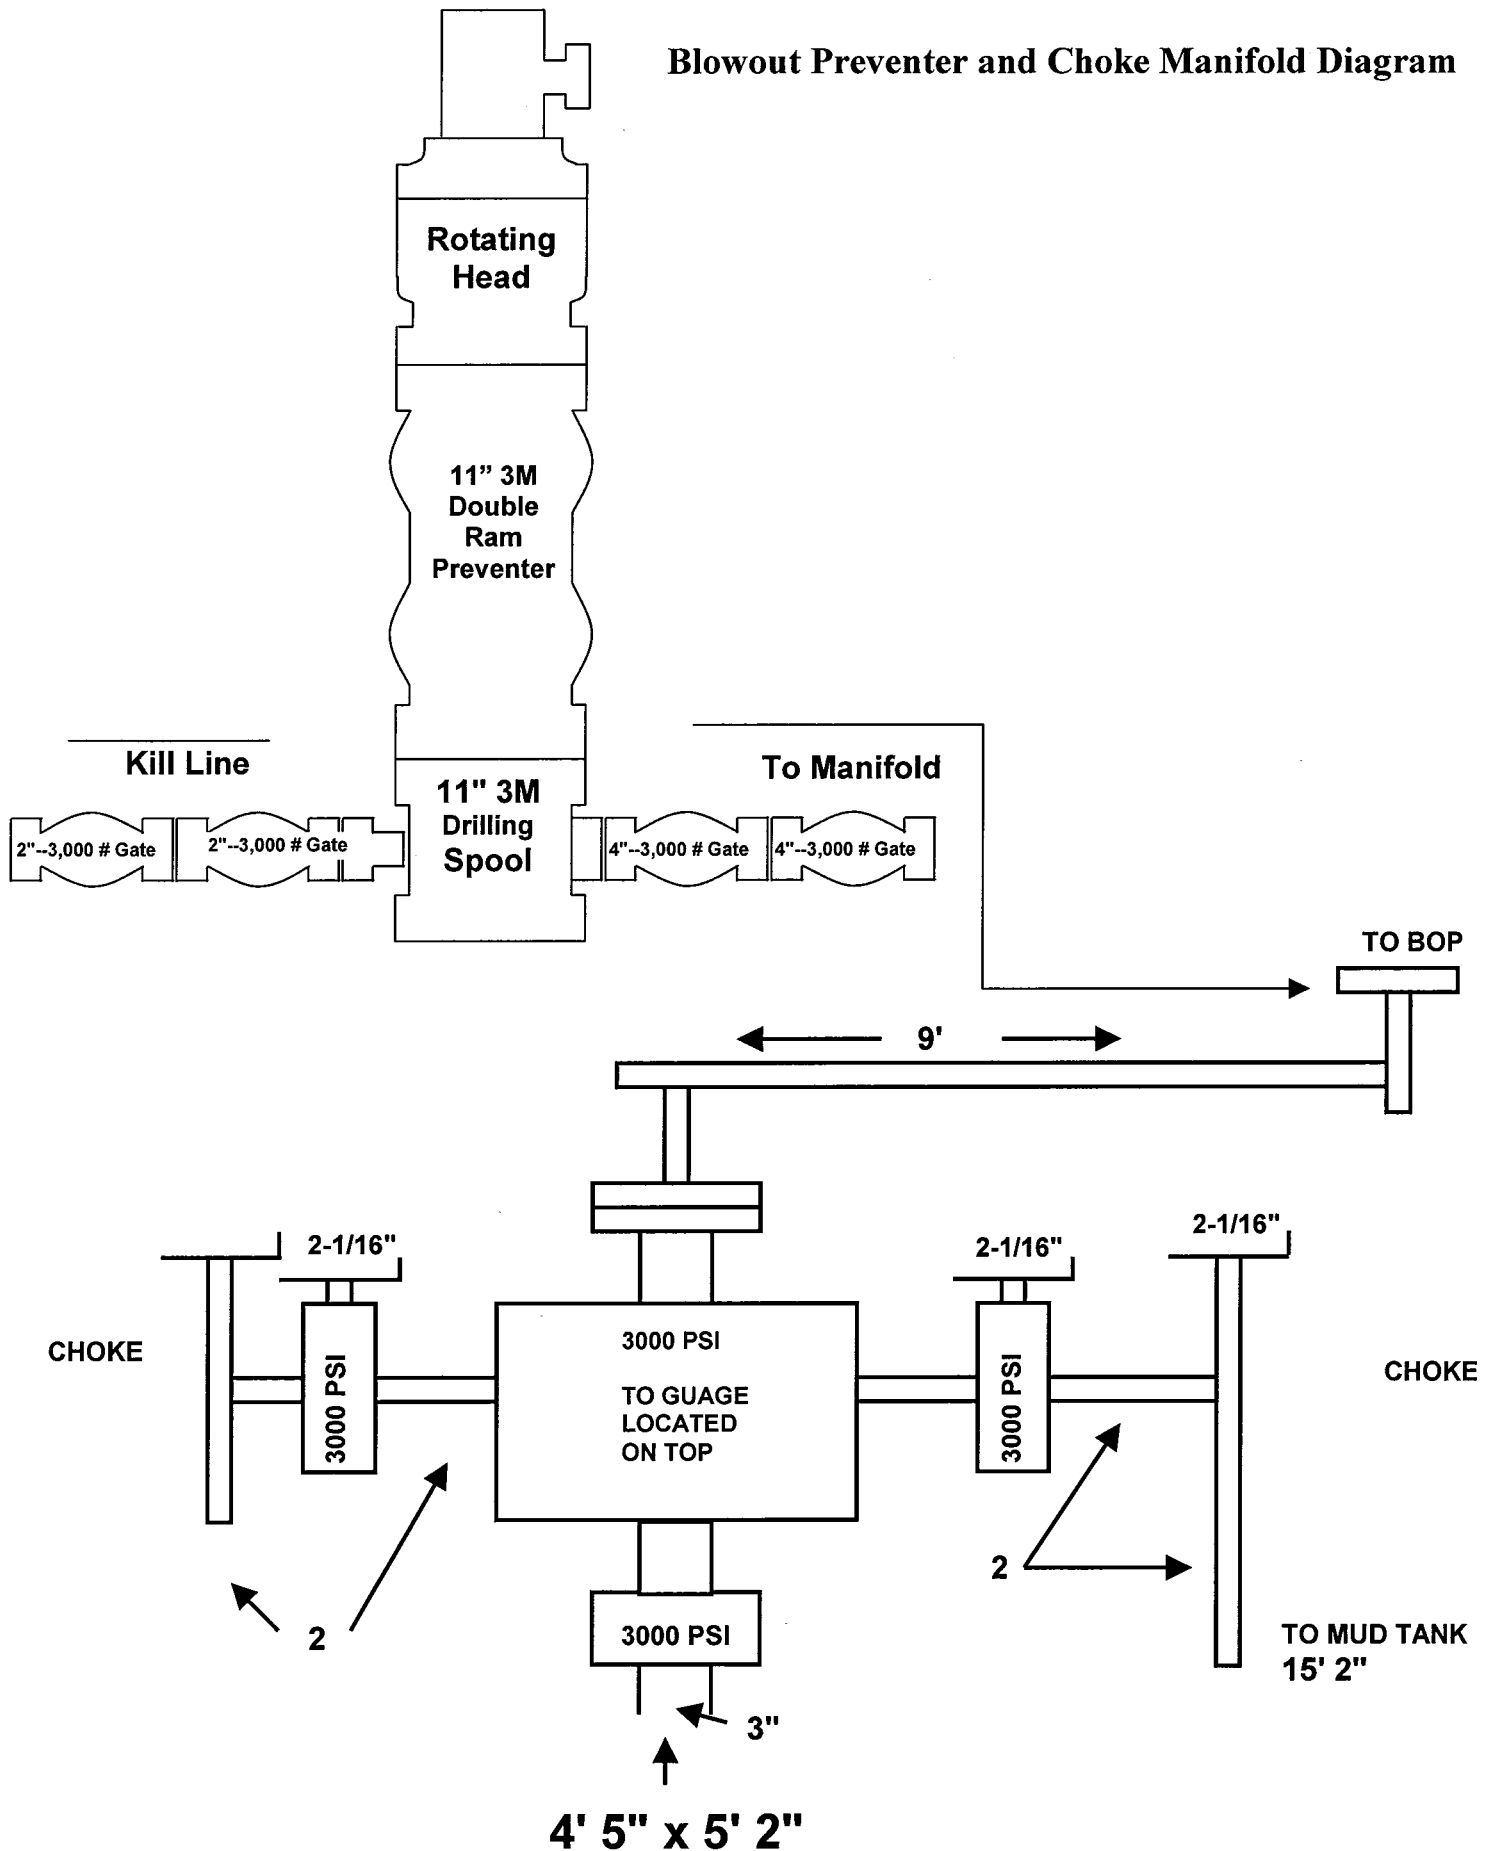 Blowout Preventer and Choke Manifold Diagram
Rotating
Head
11” 3M
Double
Ram
Preventer
Kill Line
To Manifold
11" 3M
Drilling
Spool
2"--3,000 # Gate
2"--3,000 # Gate
4"--3,000 # Gate
4"--3,000 # Gate
TO BOP
9'
2-1/16"
2-1/16"
2-1/16"
CHOKE
3000 PSI
3000 PSI
TO GUAGE
LOCATED
ON TOP
3000 PSI
CHOKE
2
2
3000 PSI
TO MUD TANK
15' 2"
3"
4' 5" x 5' 2"